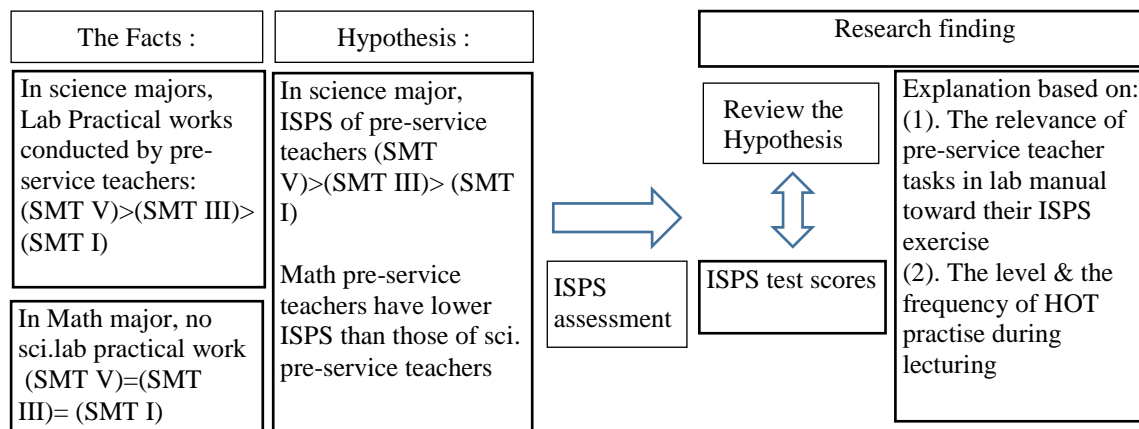 The Facts :
In science majors,
Lab Practical works
conducted by pre-
service teachers:
(SMT V)>(SMT III)>
(SMT I)
In Math major, no
sci.lab practical work
(SMT V)=(SMT
III)= (SMT I)
Hypothesis :
In science major,
ISPS of pre-service
teachers (SMT
V)>(SMT III)> (SMT
I)
Math pre-service
teachers have lower
ISPS than those of sci.
pre-service teachers
ISPS
assessment
Research finding
Review the
Hypothesis
ISPS test scores
Explanation based on:
(1). The relevance of
pre-service teacher
tasks in lab manual
toward their ISPS
exercise
(2). The level & the
frequency of HOT
practise during
lecturing